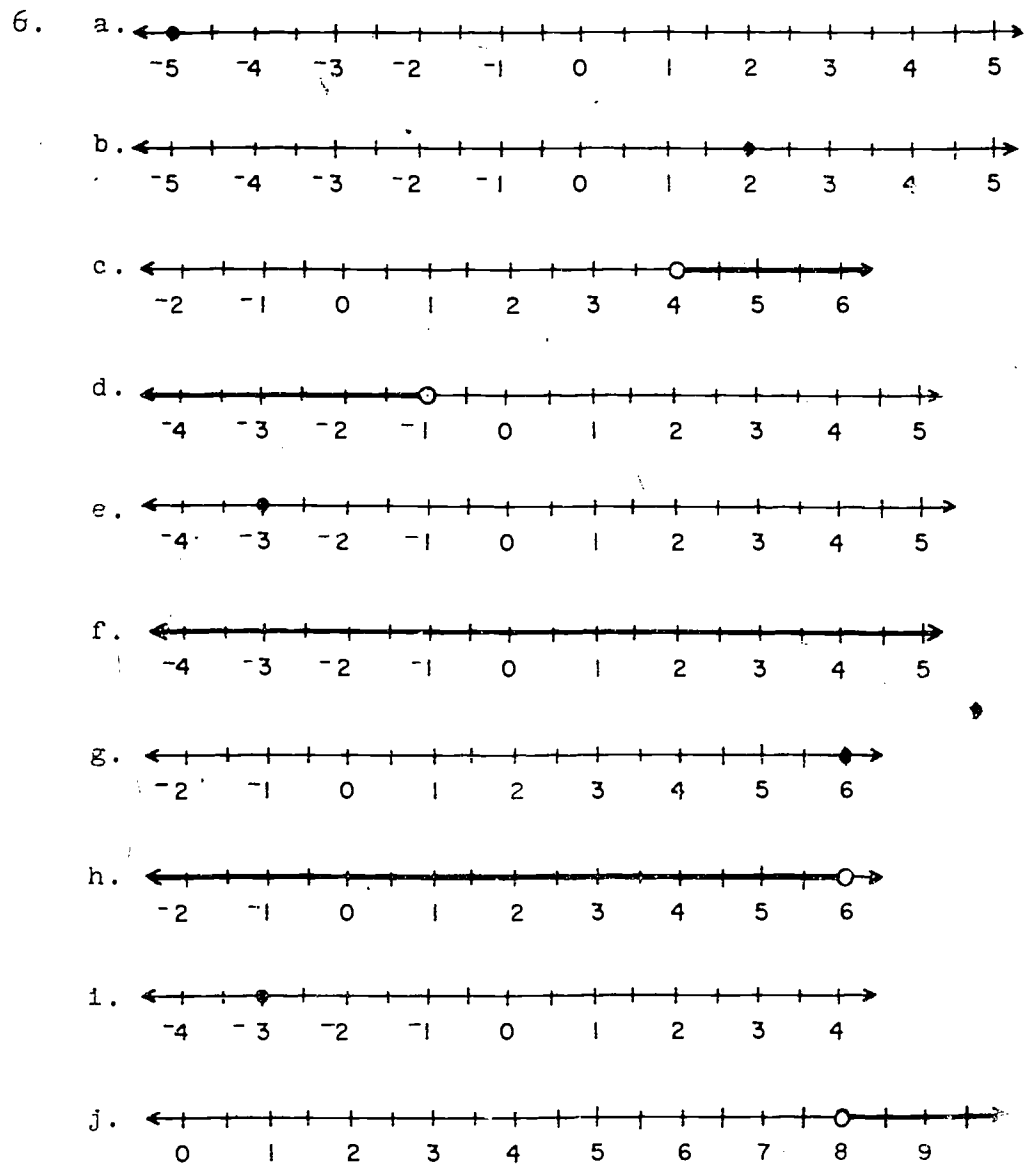 6. a.
⁻5 ⁻4 ⁻3 ⁻2 ⁻1 0 1 2 3 4 5
b.
⁻5 ⁻4 ⁻3 ⁻2 ⁻1 0 1 2 3 4 5
c.
⁻2 ⁻1 0 1 2 3 4 5 6
d.
⁻4 ⁻3 ⁻2 ⁻1 0 1 2 3 4 5
e.
⁻4 ⁻3 ⁻2 ⁻1 0 1 2 3 4 5
f.
⁻4 ⁻3 ⁻2 ⁻1 0 1 2 3 4 5
g.
⁻2 ⁻1 0 1 2 3 4 5 6
h.
⁻2 ⁻1 0 1 2 3 4 5 6
i.
⁻4 ⁻3 ⁻2 ⁻1 0 1 2 3 4
j.
0 1 2 3 4 5 6 7 8 9